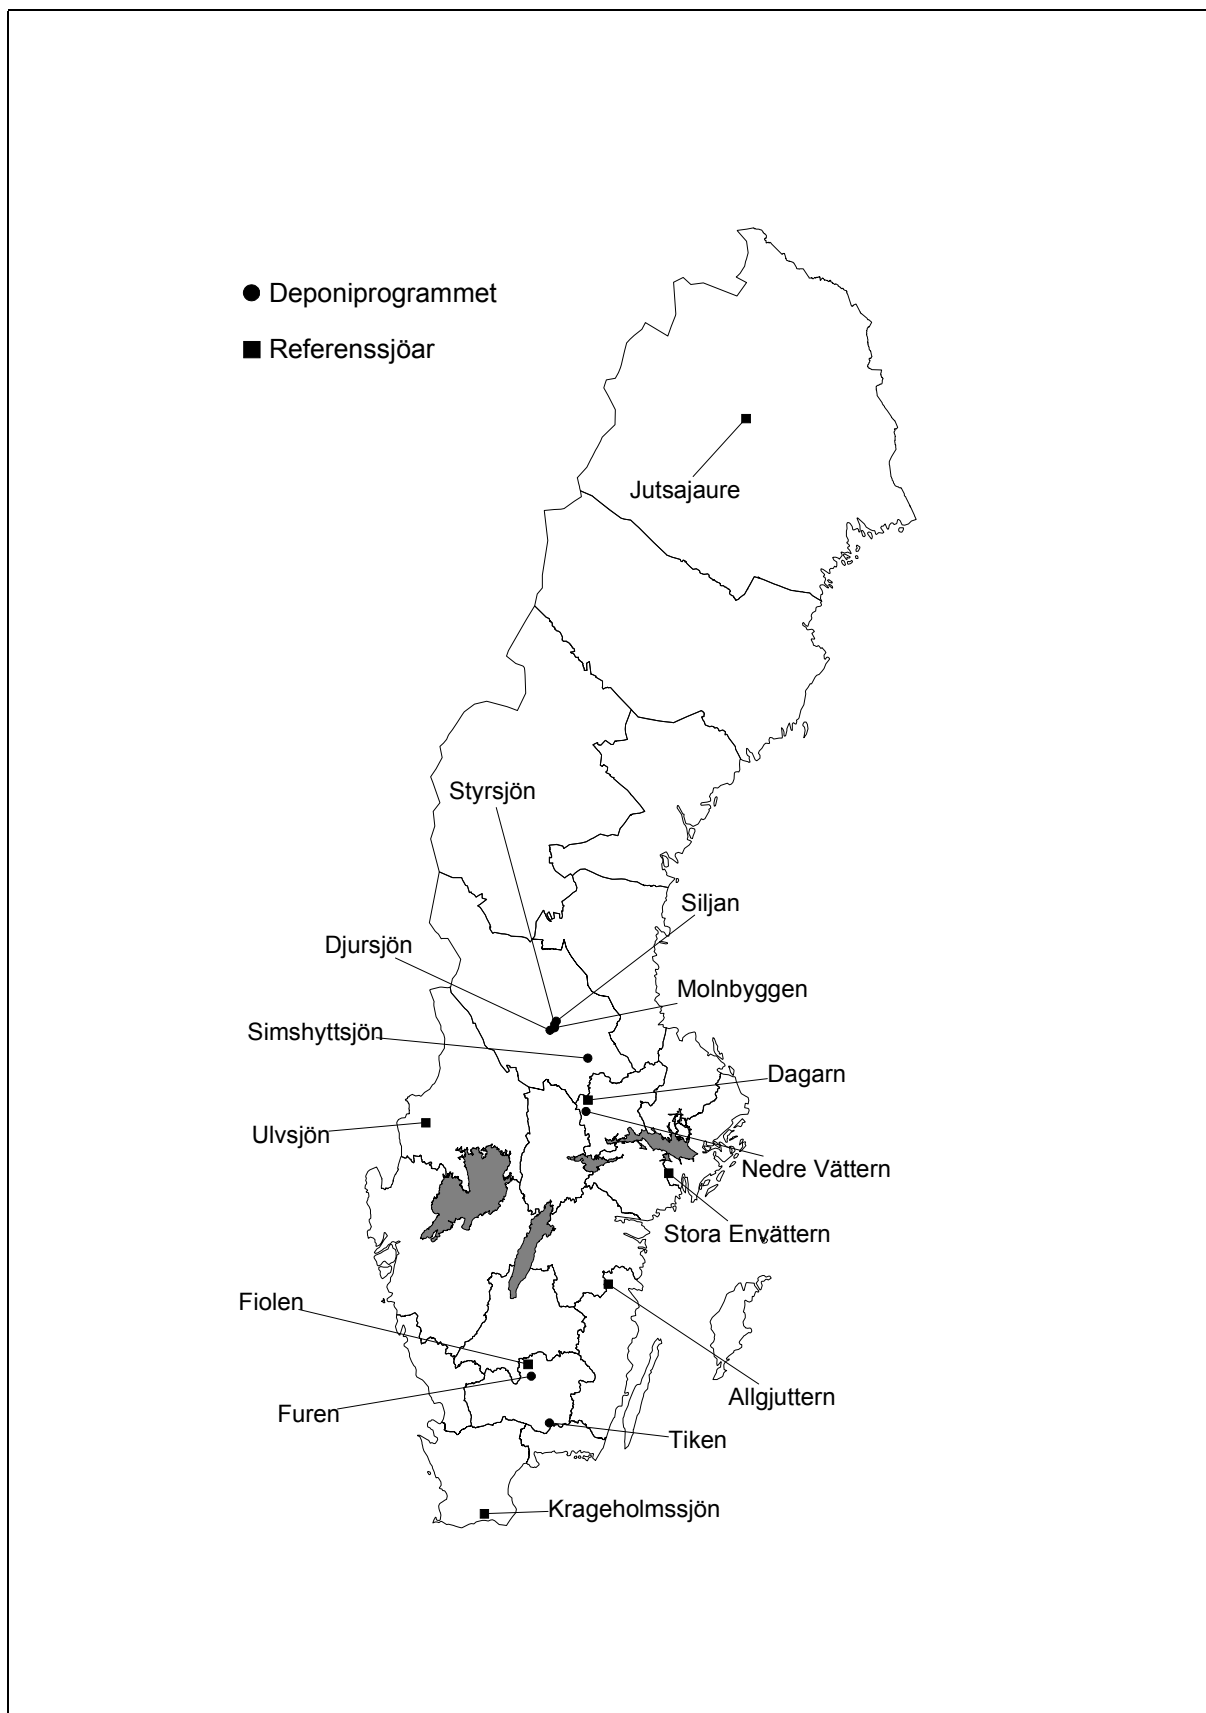 Deponiprogrammet
Referenssjöar
Jutsajaure
Styrsjön
Siljan
Djursjön
Molnbyggen
Simshyttsjön
Dagarn
Ulvsjön
Nedre Vättern
Stora Envättern
Fiolen
Allgjuttern
Furen
Tiken
Krageholmssjön